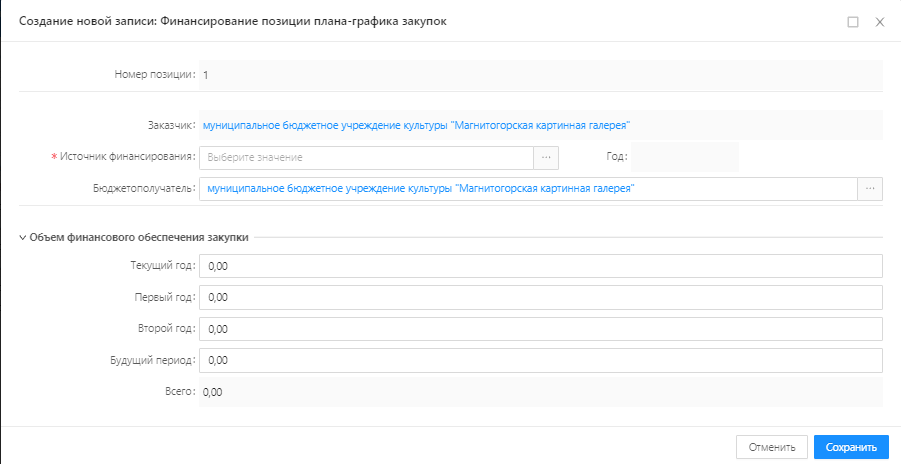 Создание новой записи: Финансирование позиции плана-графика закупок
Номер позиции: 1
Заказчик: муниципальное бюджетное учреждение культуры "Магнитогорская картинная галерея"
* Источник финансирования: Выберите значение ... Год:
Бюджетополучатель: муниципальное бюджетное учреждение культуры "Магнитогорская картинная галерея" ...
Объем финансового обеспечения закупки
Текущий год: 0,00
Первый год: 0,00
Второй год: 0,00
Будущий период: 0,00
Всего: 0,00
Отменить Сохранить